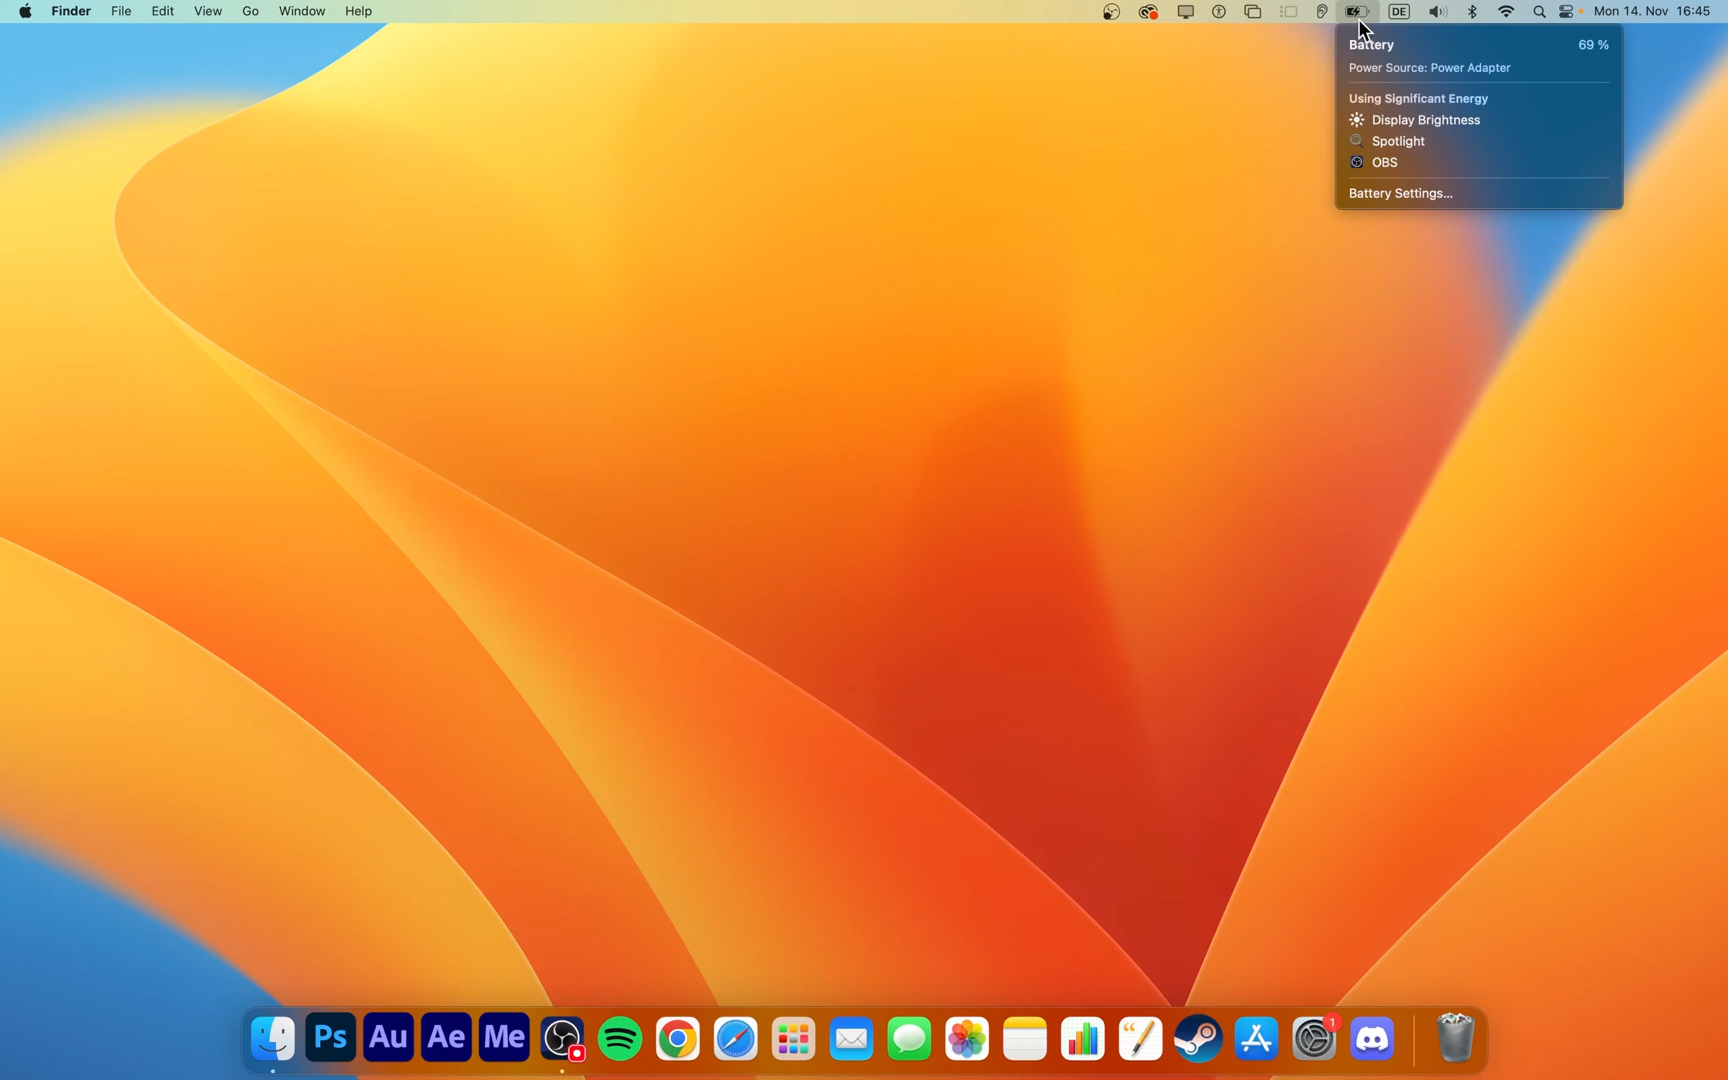 Finder File Edit View Go Window Help DE Mon 14. Nov 16:45
Battery 69 %
Power Source: Power Adapter
Using Significant Energy
Display Brightness
Spotlight
OBS
Battery Settings...
Ps Au Ae Me 1